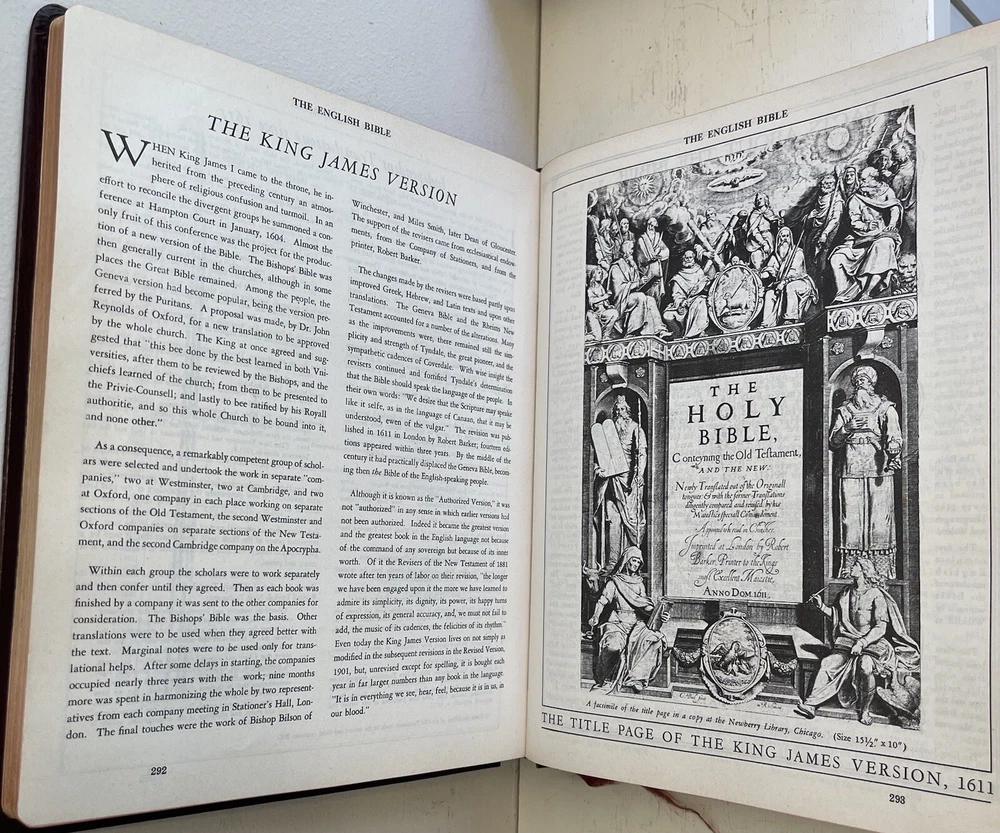 THE ENGLISH BIBLE
THE KING JAMES VERSION
WHEN King James I came to the throne, he in-
herited from the preceding century an atmos-
phere of religious confusion and turmoil. In an
effort to reconcile the divergent groups he summoned a con-
ference at Hampton Court in January, 1604. Almost the
only fruit of this conference was the project for the produc-
tion of a new version of the Bible. The Bishops' Bible was
then generally current in the churches, although in some
places the Great Bible remained. Among the people, the
Geneva version had become popular, being the version pre-
ferred by the Puritans. A proposal was made, by Dr. John
Reynolds of Oxford, for a new translation to be approved
by the whole church. The King at once agreed and sug-
gested that "this bee done by the best learned in both Vni-
versities, after them to be reviewed by the Bishops, and the
chiefs learned of the church; from them to be presented to
the Privie-Counsell; and lastly to bee ratified by his Royall
authoritie, and so this whole Church to be bound into it,
and none other."
As a consequence, a remarkably competent group of schol-
ars were selected and undertook the work in separate "com-
panies," two at Westminster, two at Cambridge, and two
at Oxford, one company in each place working on separate
sections of the Old Testament, the second Westminster and
Oxford companies on separate sections of the New Testa-
ment, and the second Cambridge company on the Apocrypha.
Within each group the scholars were to work separately
and then confer until they agreed. Then as each book was
finished by a company it was sent to the other companies for
consideration. The Bishops' Bible was the basis. Other
translations were to be used when they agreed better with
the text. Marginal notes were to be used only for trans-
lational helps. After some delays in starting, the companies
occupied nearly three years with the work; nine months
more was spent in harmonizing the whole by two represent-
atives from each company meeting in Stationer's Hall, Lon-
don. The final touches were the work of Bishop Bilson of
Winchester, and Miles Smith, later Dean of Gloucester.
The support of the revisers came from ecclesiastical endow-
ments, from the Company of Stationers, and from the
printer, Robert Barker.
The changes made by the revisers were based partly upon
improved Greek, Hebrew, and Latin texts and upon other
translations. The Geneva Bible and the Rheims New
Testament accounted for a number of the alterations. Many
as the improvements were, there remained still the sim-
plicity and strength of Tyndale, the great pioneer, and the
sympathetic cadences of Coverdale. With wise insight the
revisers continued and fortified Tyndale's determination
that the Bible should speak the language of the people. In
their own words: "We desire that the Scripture may speake
like it selfe, as in the language of Canaan, that it may be
understood, ewen of the vulgar." The revision was pub-
lished in 1611 in London by Robert Barker; fourteen edi-
tions appeared within three years. By the middle of the
century it had practically displaced the Geneva Bible, becom-
ing then the Bible of the English-speaking people.
Although it is known as the "Authorized Version," it was
not "authorized" in any sense in which earlier versions had
not been authorized. Indeed it became the greatest version
and the greatest book in the English language not because
of the command of any sovereign but because of its inner
worth. Of it the Revisers of the New Testament of 1881
wrote after ten years of labor on their revision, "the longer
we have been engaged upon it the more we have learned to
admire its simplicity, its dignity, its power, its happy turns
of expression, its general accuracy, and, we must not fail to
add, the music of its cadences, the felicities of its rhythm."
Even today the King James Version lives on not simply as
modified in the subsequent revisions in the Revised Version,
1901, but, unrevised except for spelling, it is bought each
year in far larger numbers than any book in the language.
"It is in everything we see, hear, feel, because it is in us, in
our blood."
292
THE ENGLISH BIBLE
יהוה
THE
HOLY
BIBLE,
Conteyning the Old Testament,
AND THE NEW:
Newly Translated out of the Originall
tongues: & with the former Translations
diligently compared and reuised, by his
Maiesties speciall Comandement.
Appointed to be read in Churches.
Imprinted at London by Robert
Barker, Printer to the Kings
most Excellent Maiestie.
ANNO DOM. 1611.
A facsimile of the title page in a copy at the Newberry Library, Chicago. (Size 15½" x 10")
THE TITLE PAGE OF THE KING JAMES VERSION, 1611
293